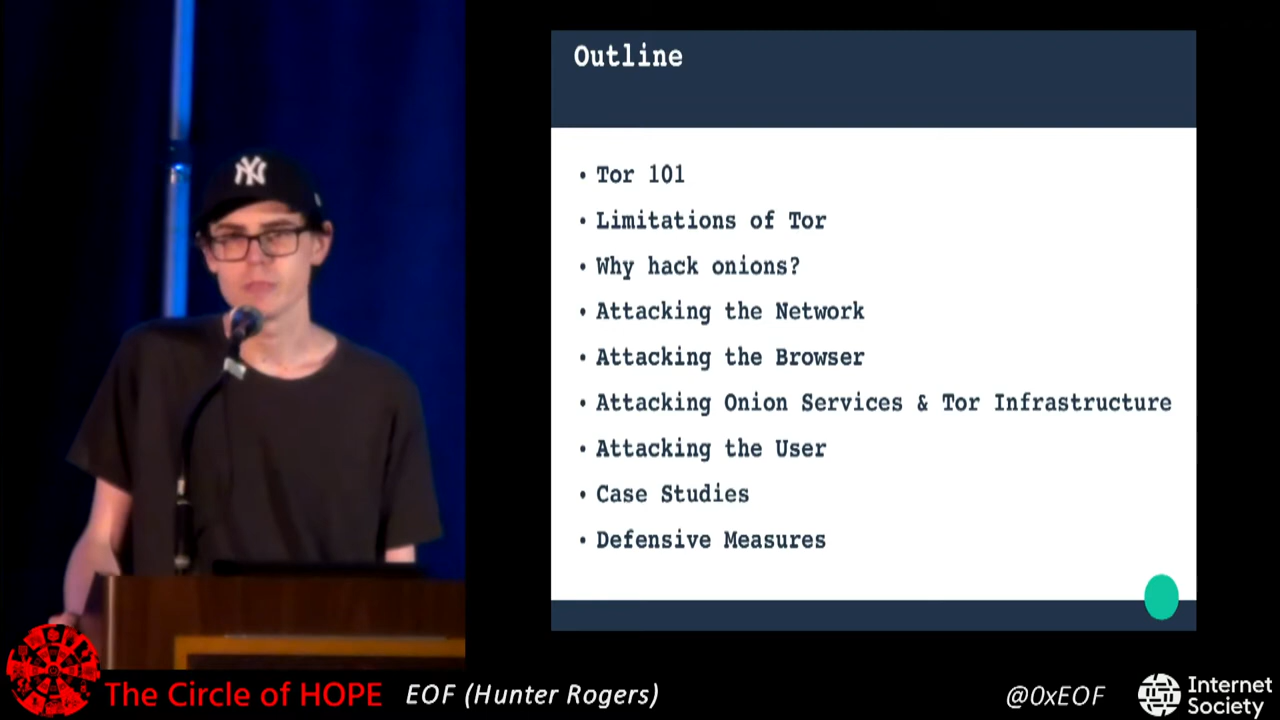 NY
Outline
• Tor 101
• Limitations of Tor
• Why hack onions?
• Attacking the Network
• Attacking the Browser
• Attacking Onion Services & Tor Infrastructure
• Attacking the User
• Case Studies
• Defensive Measures
The Circle of HOPE
EOF (Hunter Rogers)
@0xEOF
Internet
Society